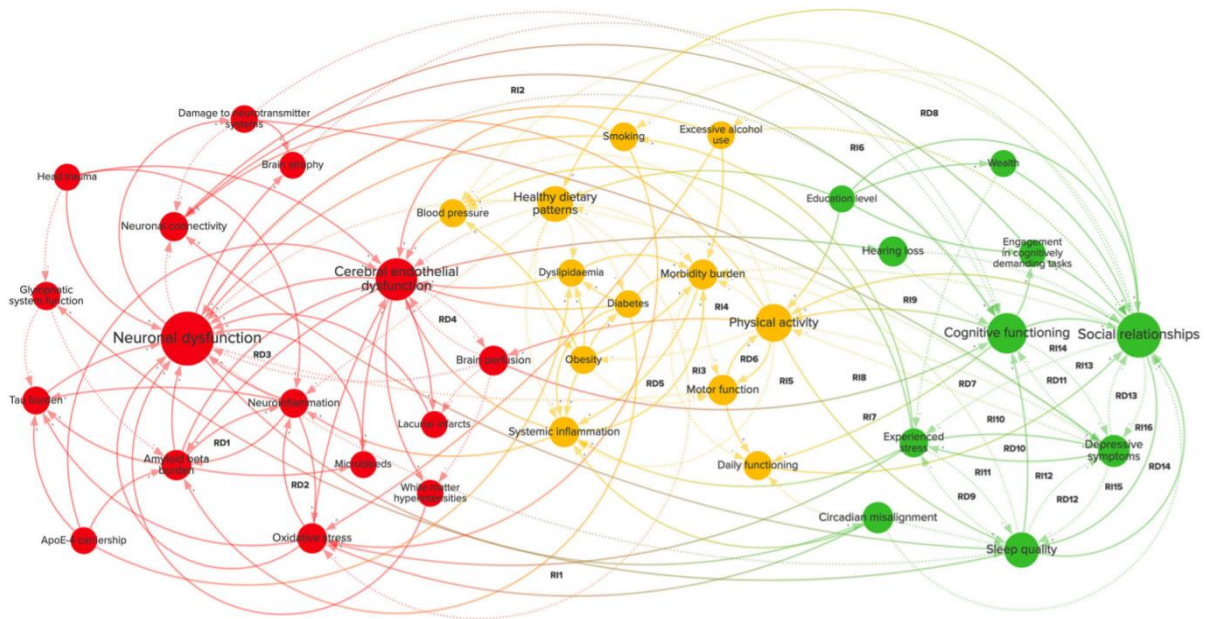 RI2
RD8
Damage to neurotransmitter
systems
Smoking
Excessive alcohol
use
RI6
Brain atrophy
Wealth
Head trauma
Healthy dietary
patterns
Education level
Blood pressure
Neuronal connectivity
Hearing loss
Engagement
in cognitively
demanding tasks
Cerebral endothelial
dysfunction
Dyslipidaemia
Morbidity burden
Glymphatic
system function
Diabetes
RI9
RI4
RD4
Physical activity
Neuronal dysfunction
Cognitive functioning
Social relationships
RD3
Brain perfusion
Obesity
RD6
RI14
RI13
RI3
RI5
RI8
RD5
RD7
RD11
Motor function
Tau burden
Neuroinflammation
RD13
RI7
RI10
Lacunar infarcts
Systemic inflammation
RI16
RD1
Experienced
stress
RD10
Depressive
symptoms
Amyloid beta
burden
Microbleeds
Daily functioning
RI11
RI12
RD14
RD2
White matter
hyperintensities
RI15
RD9
RD12
Circadian misalignment
ApoE-4 carriership
Oxidative stress
Sleep quality
RI1